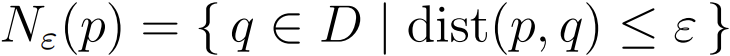 N_ε(p) = { q ∈ D | dist(p, q) ≤ ε }